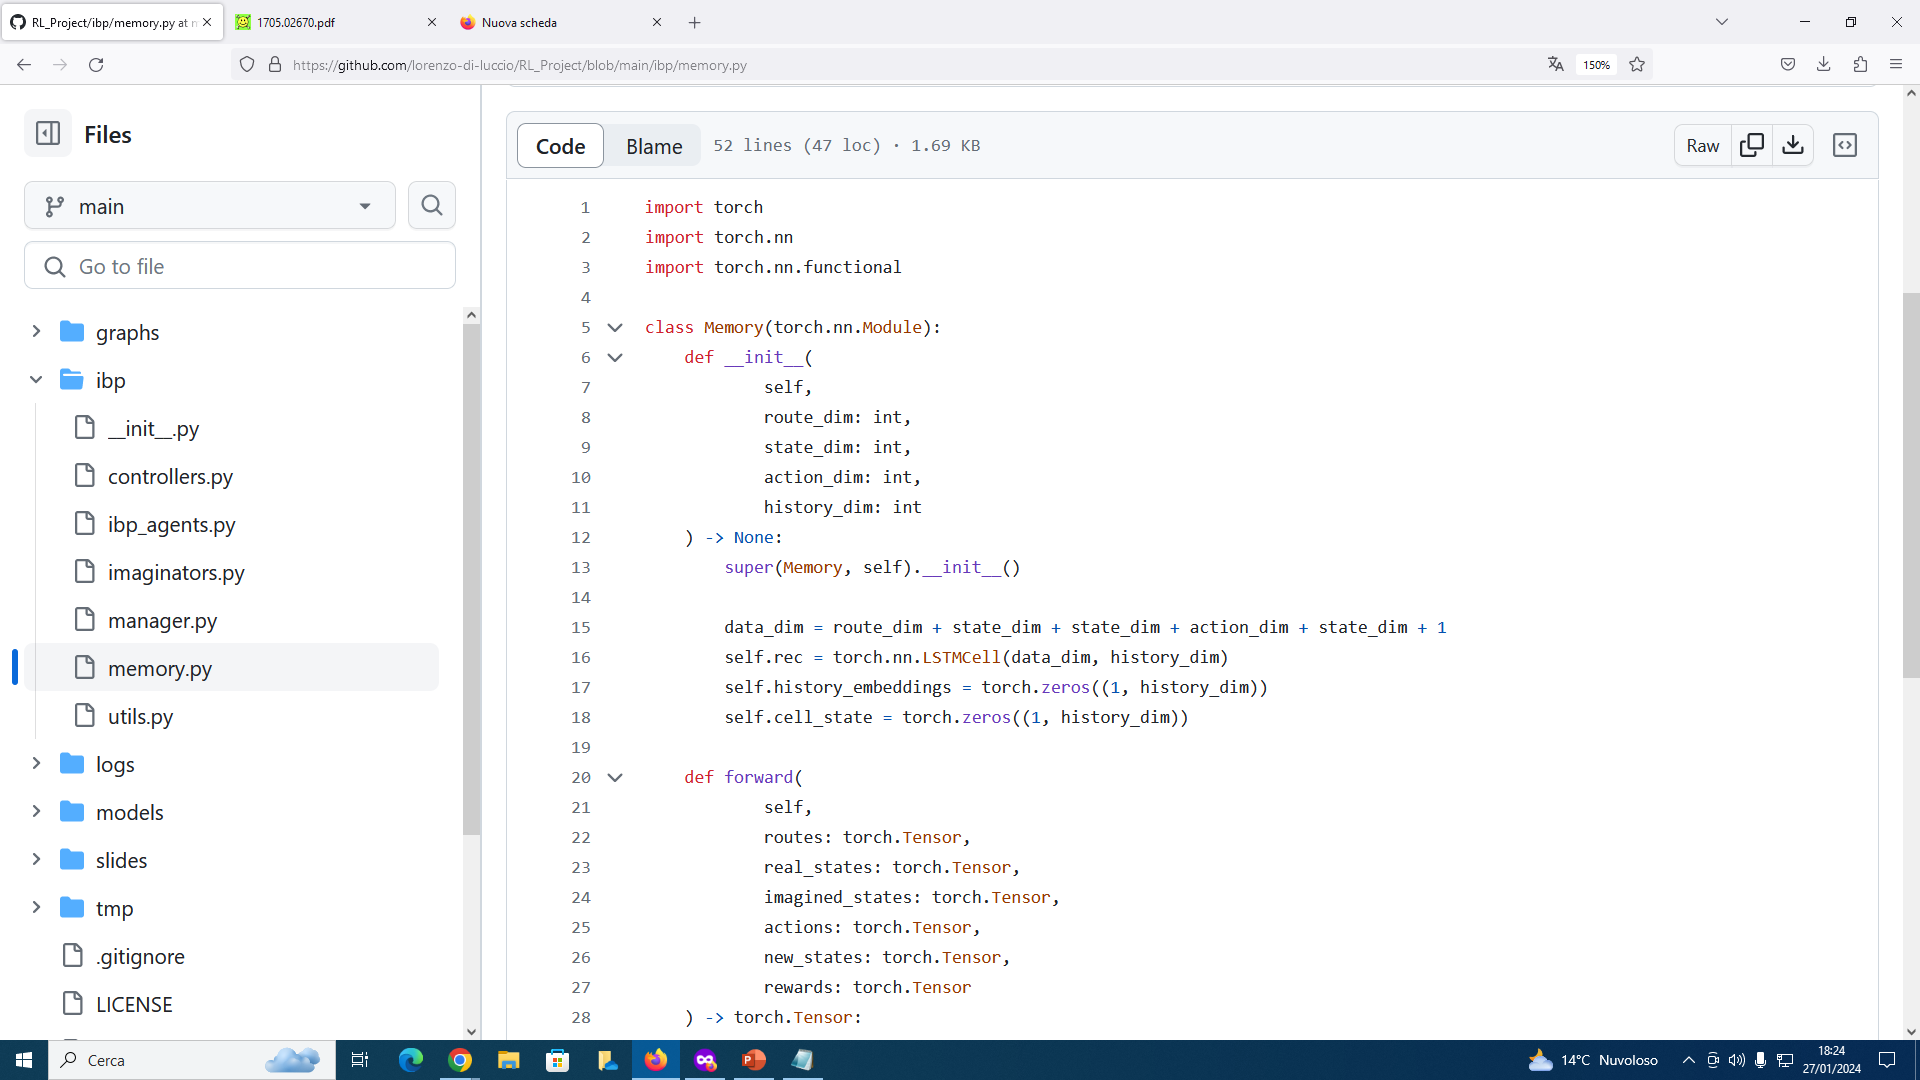 RL_Project/ibp/memory.py at m
1705.02670.pdf
Nuova scheda
https://github.com/lorenzo-di-luccio/RL_Project/blob/main/ibp/memory.py
150%
Files
main
Go to file
graphs
ibp
__init__.py
controllers.py
ibp_agents.py
imaginators.py
manager.py
memory.py
utils.py
logs
models
slides
tmp
.gitignore
LICENSE
Code
Blame
52 lines (47 loc) · 1.69 KB
Raw
1 import torch
2 import torch.nn
3 import torch.nn.functional
4
5 class Memory(torch.nn.Module):
6 def __init__(
7 self,
8 route_dim: int,
9 state_dim: int,
10 action_dim: int,
11 history_dim: int
12 ) -> None:
13 super(Memory, self).__init__()
14
15 data_dim = route_dim + state_dim + state_dim + action_dim + state_dim + 1
16 self.rec = torch.nn.LSTMCell(data_dim, history_dim)
17 self.history_embeddings = torch.zeros((1, history_dim))
18 self.cell_state = torch.zeros((1, history_dim))
19
20 def forward(
21 self,
22 routes: torch.Tensor,
23 real_states: torch.Tensor,
24 imagined_states: torch.Tensor,
25 actions: torch.Tensor,
26 new_states: torch.Tensor,
27 rewards: torch.Tensor
28 ) -> torch.Tensor:
Cerca
14°C Nuvoloso
18:24
27/01/2024